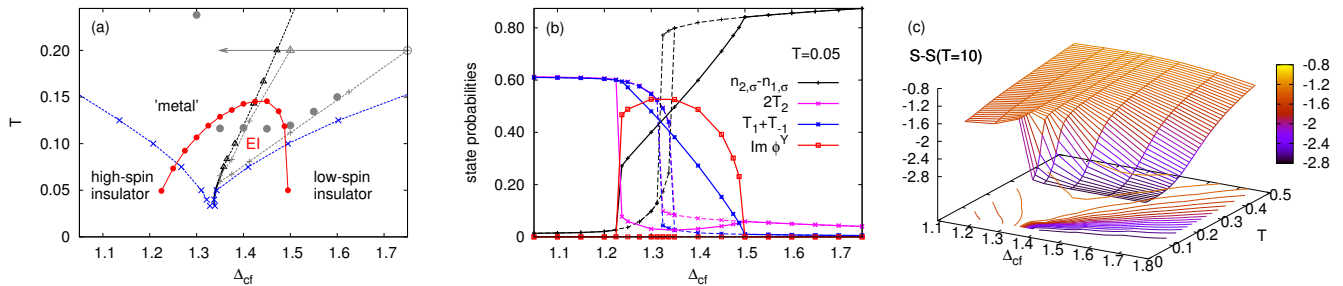 (a)
T
0.20
0.15
0.10
0.05
0
'metal'
EI
high-spin
insulator
low-spin
insulator
1.1 1.2 1.3 1.4 1.5 1.6 1.7
Δcf
(b)
state probabilities
0.80
0.60
0.40
0.20
0
T=0.05
n2,σ-n1,σ
2T2
T1+T-1
Im ϕY
1.1 1.2 1.3 1.4 1.5 1.6 1.7
Δcf
(c)
S-S(T=10)
-0.8
-1.2
-1.6
-2
-2.4
-2.8
-0.8
-1.2
-1.6
-2
-2.4
-2.8
1.1 1.2 1.3 1.4 1.5 1.6 1.7 1.8
Δcf
0 0.1 0.2 0.3 0.4 0.5
T